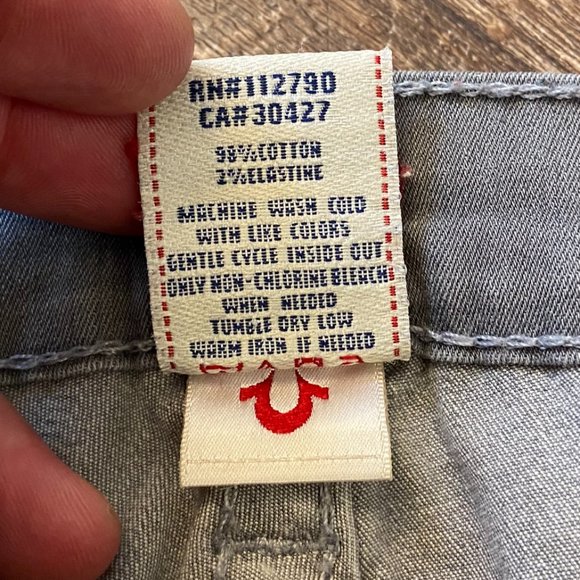 RN#112790
CA#30427
98%COTTON
2%ELASTINE
MACHINE WASH COLD
WITH LIKE COLORS
GENTLE CYCLE INSIDE OUT
ONLY NON-CHLORINE BLEACH
WHEN NEEDED
TUMBLE DRY LOW
WARM IRON IF NEEDED